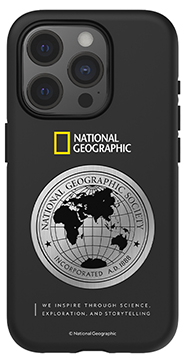 NATIONAL
GEOGRAPHIC
NATIONAL GEOGRAPHIC SOCIETY
INCORPORATED A.D. 1888
WE INSPIRE THROUGH SCIENCE,
EXPLORATION, AND STORYTELLING
© National Geographic